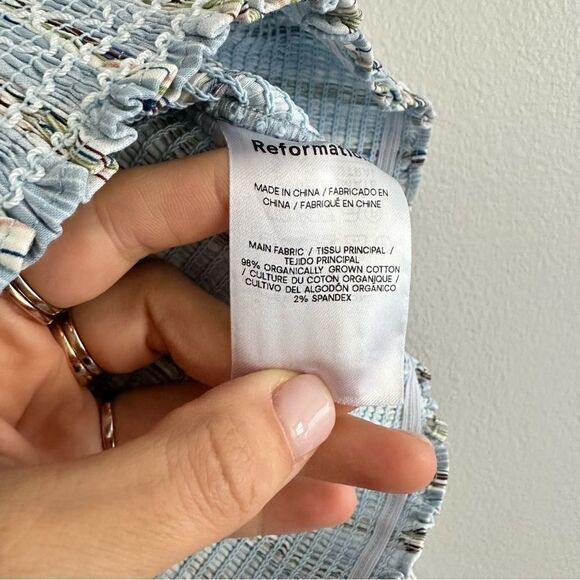 MADE IN CHINA / FABRICADO EN
CHINA / FABRIQUÉ EN CHINE
MAIN FABRIC / TISSU PRINCIPAL /
TEJIDO PRINCIPAL
98% ORGANICALLY GROWN COTTON
/ CULTURE DU COTON ORGANIQUE /
CULTIVO DEL ALGODÓN ORGÁNICO
2% SPANDEX